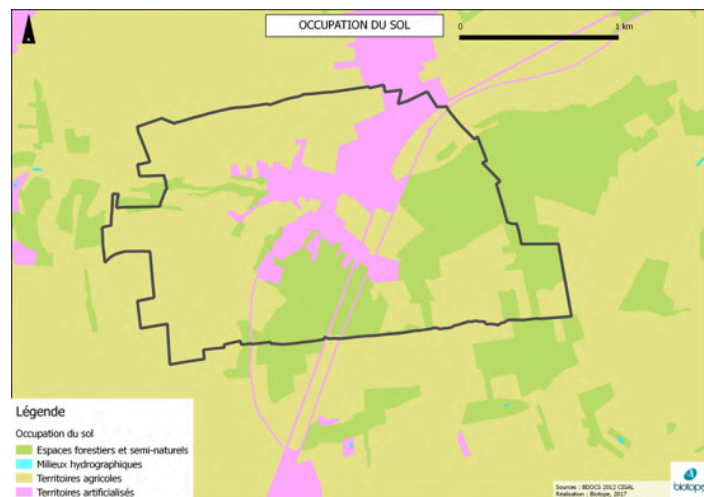 OCCUPATION DU SOL
0
1 km
Légende
Occupation du sol
Espaces forestiers et semi-naturels
Milieux hydrographiques
Territoires agricoles
Territoires artificialisés
Sources : BDOCS 2012 CIGAL
Réalisation : Biotope, 2017
biotope